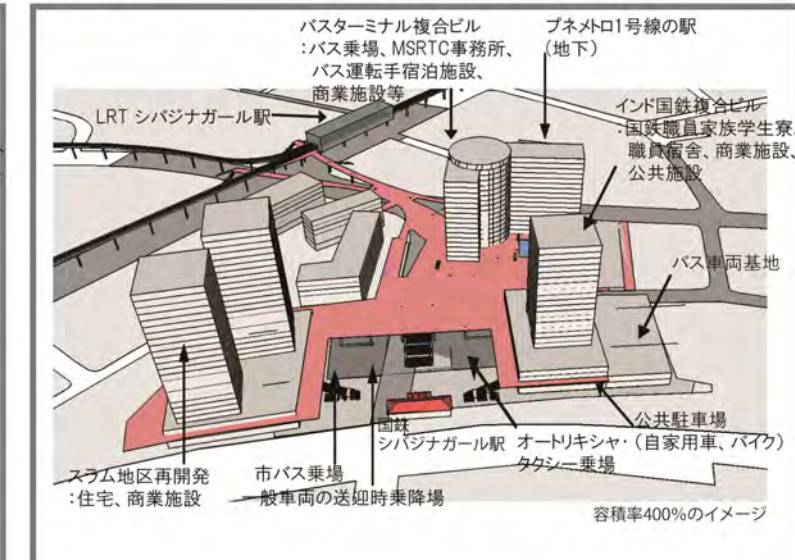 バスターミナル複合ビル
:バス乗場、MSRTC事務所、
バス運転手宿泊施設、
商業施設等
プネメトロ1号線の駅
(地下)
LRT シバジナガール駅
インド国鉄複合ビル
:国鉄職員家族学生寮、
職員宿舎、商業施設、
公共施設
バス車両基地
公共駐車場
(自家用車、バイク)
国鉄
シバジナガール駅
オートリキシャ・
タクシー乗場
スラム地区再開発
:住宅、商業施設
市バス乗場
一般車両の送迎時乗降場
容積率400%のイメージ